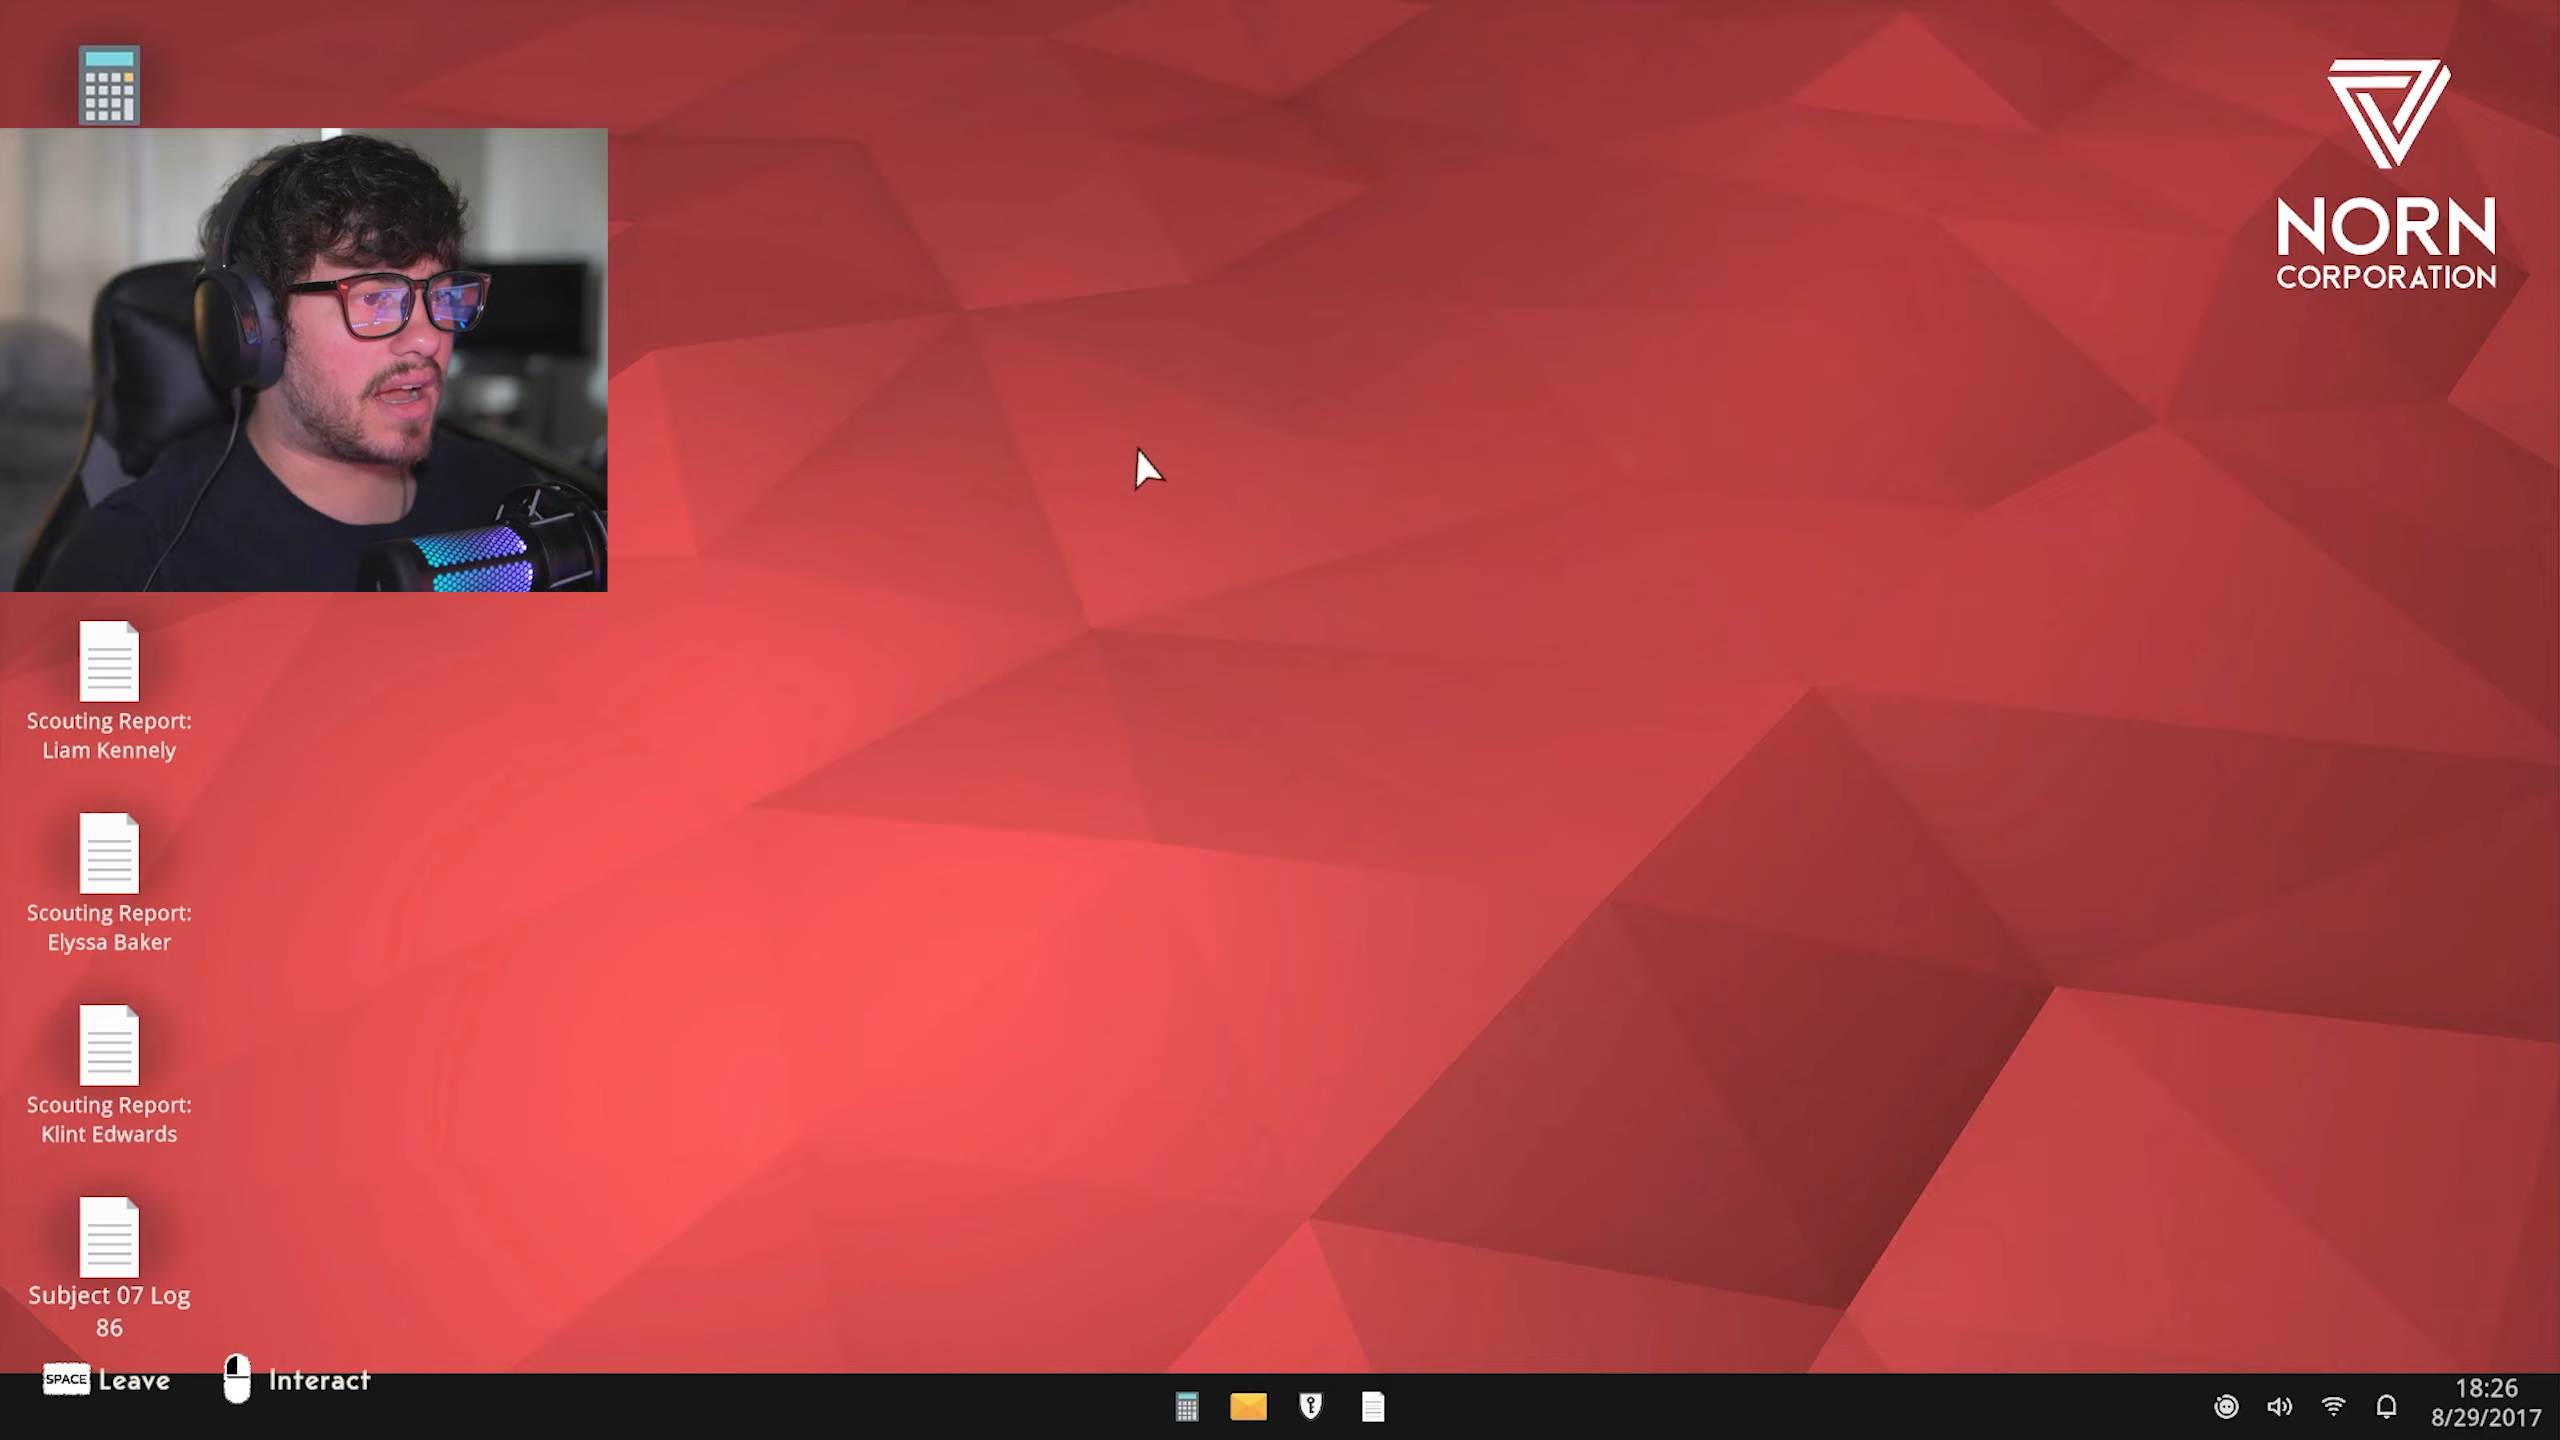 NORN
CORPORATION
Scouting Report:
Liam Kennely
Scouting Report:
Elyssa Baker
Scouting Report:
Klint Edwards
Subject 07 Log
86
SPACE Leave Interact
18:26
8/29/2017